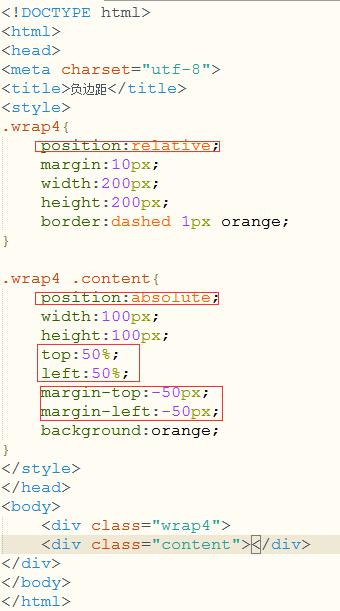 <!DOCTYPE html>
<html>
<head>
<meta charset="utf-8">
<title>负边距</title>
<style>
.wrap4{
    position:relative;
    margin:10px;
    width:200px;
    height:200px;
    border:dashed 1px orange;
}

.wrap4 .content{
    position:absolute;
    width:100px;
    height:100px;
    top:50%;
    left:50%;
    margin-top:-50px;
    margin-left:-50px;
    background:orange;
}
</style>
</head>
<body>
    <div class="wrap4">
    <div class="content"></div>
</div>
</body>
</html>